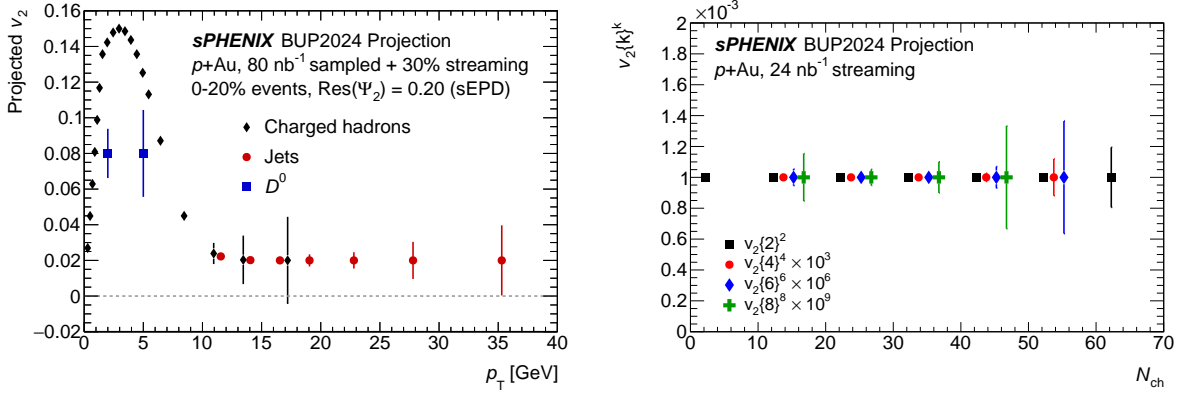 Projected v₂
0.16
0.14
0.12
0.1
0.08
0.06
0.04
0.02
0
−0.02
sPHENIX BUP2024 Projection
p+Au, 80 nb⁻¹ sampled + 30% streaming
0-20% events, Res(Ψ₂) = 0.20 (sEPD)
Charged hadrons
Jets
D⁰
0 5 10 15 20 25 30 35 40
p_T [GeV]
v₂{k}ᵏ
×10⁻³
2
1.8
1.6
1.4
1.2
1
0.8
0.6
0.4
0.2
0
sPHENIX BUP2024 Projection
p+Au, 24 nb⁻¹ streaming
v₂{2}²
v₂{4}⁴ × 10³
v₂{6}⁶ × 10⁶
v₂{8}⁸ × 10⁹
0 10 20 30 40 50 60 70
N_ch